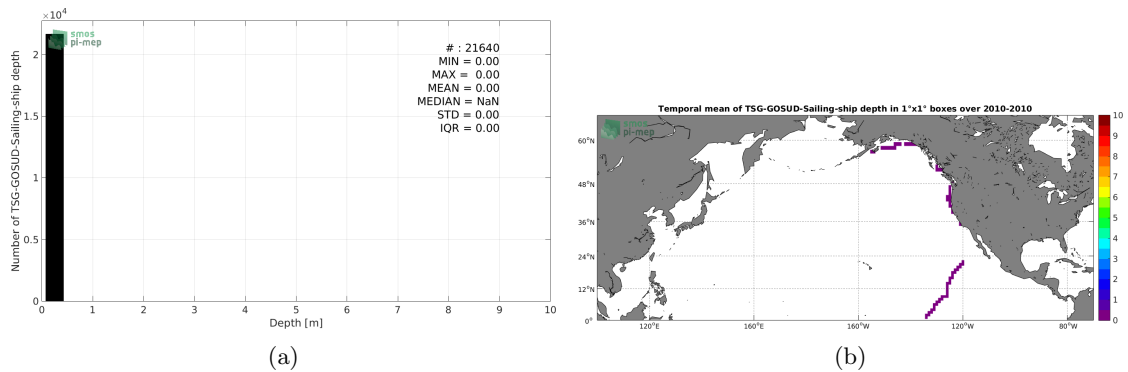 ×10⁴
smos
pi-mep
# : 21640
MIN = 0.00
MAX = 0.00
MEAN = 0.00
MEDIAN = NaN
STD = 0.00
IQR = 0.00
Number of TSG-GOSUD-Sailing-ship depth
2
1.5
1
0.5
0
0 1 2 3 4 5 6 7 8 9 10
Depth [m]
(a)
Temporal mean of TSG-GOSUD-Sailing-ship depth in 1°x1° boxes over 2010-2010
smos
pi-mep
60°N
48°N
36°N
24°N
12°N
0°
120°E 160°E 160°W 120°W 80°W
10
9
8
7
6
5
4
3
2
1
0
(b)